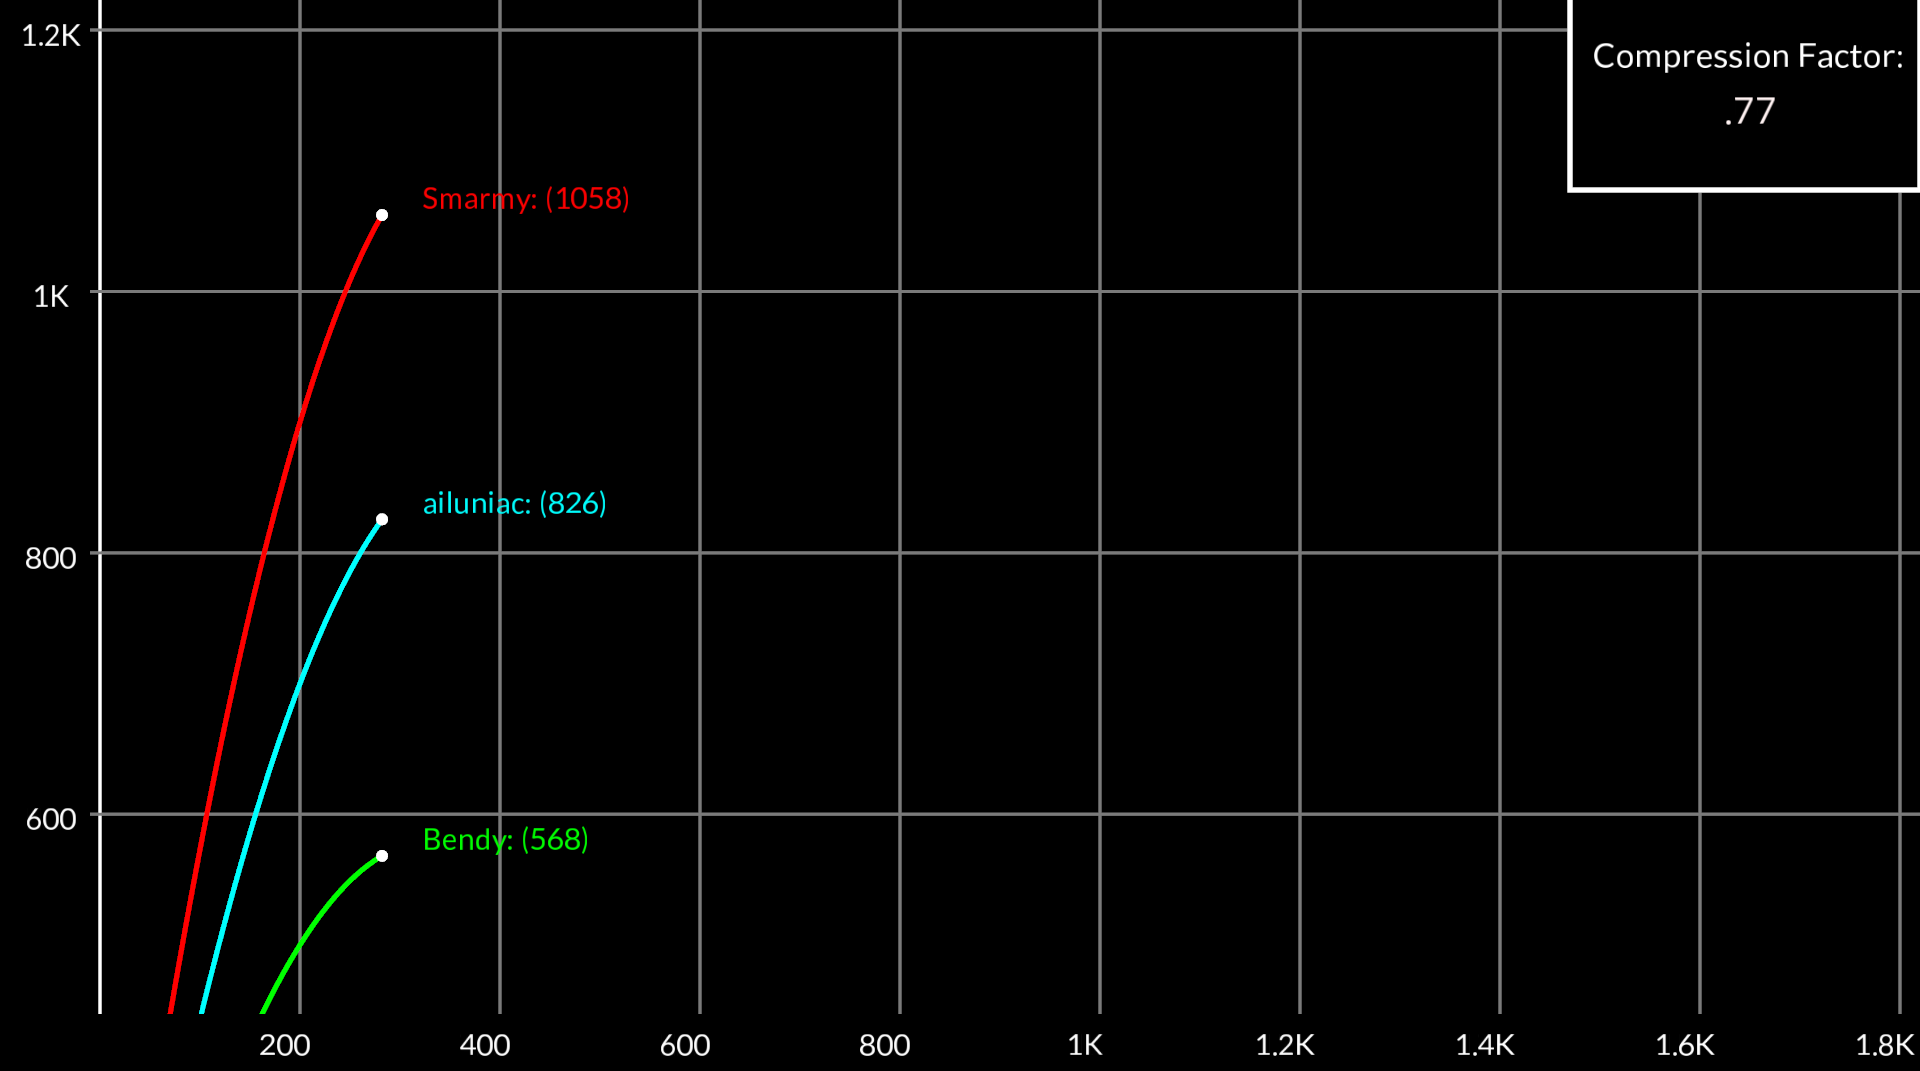 1.2K
Compression Factor:
.77
Smarmy: (1058)
1K
ailuniac: (826)
800
600
Bendy: (568)
200 400 600 800 1K 1.2K 1.4K 1.6K 1.8K